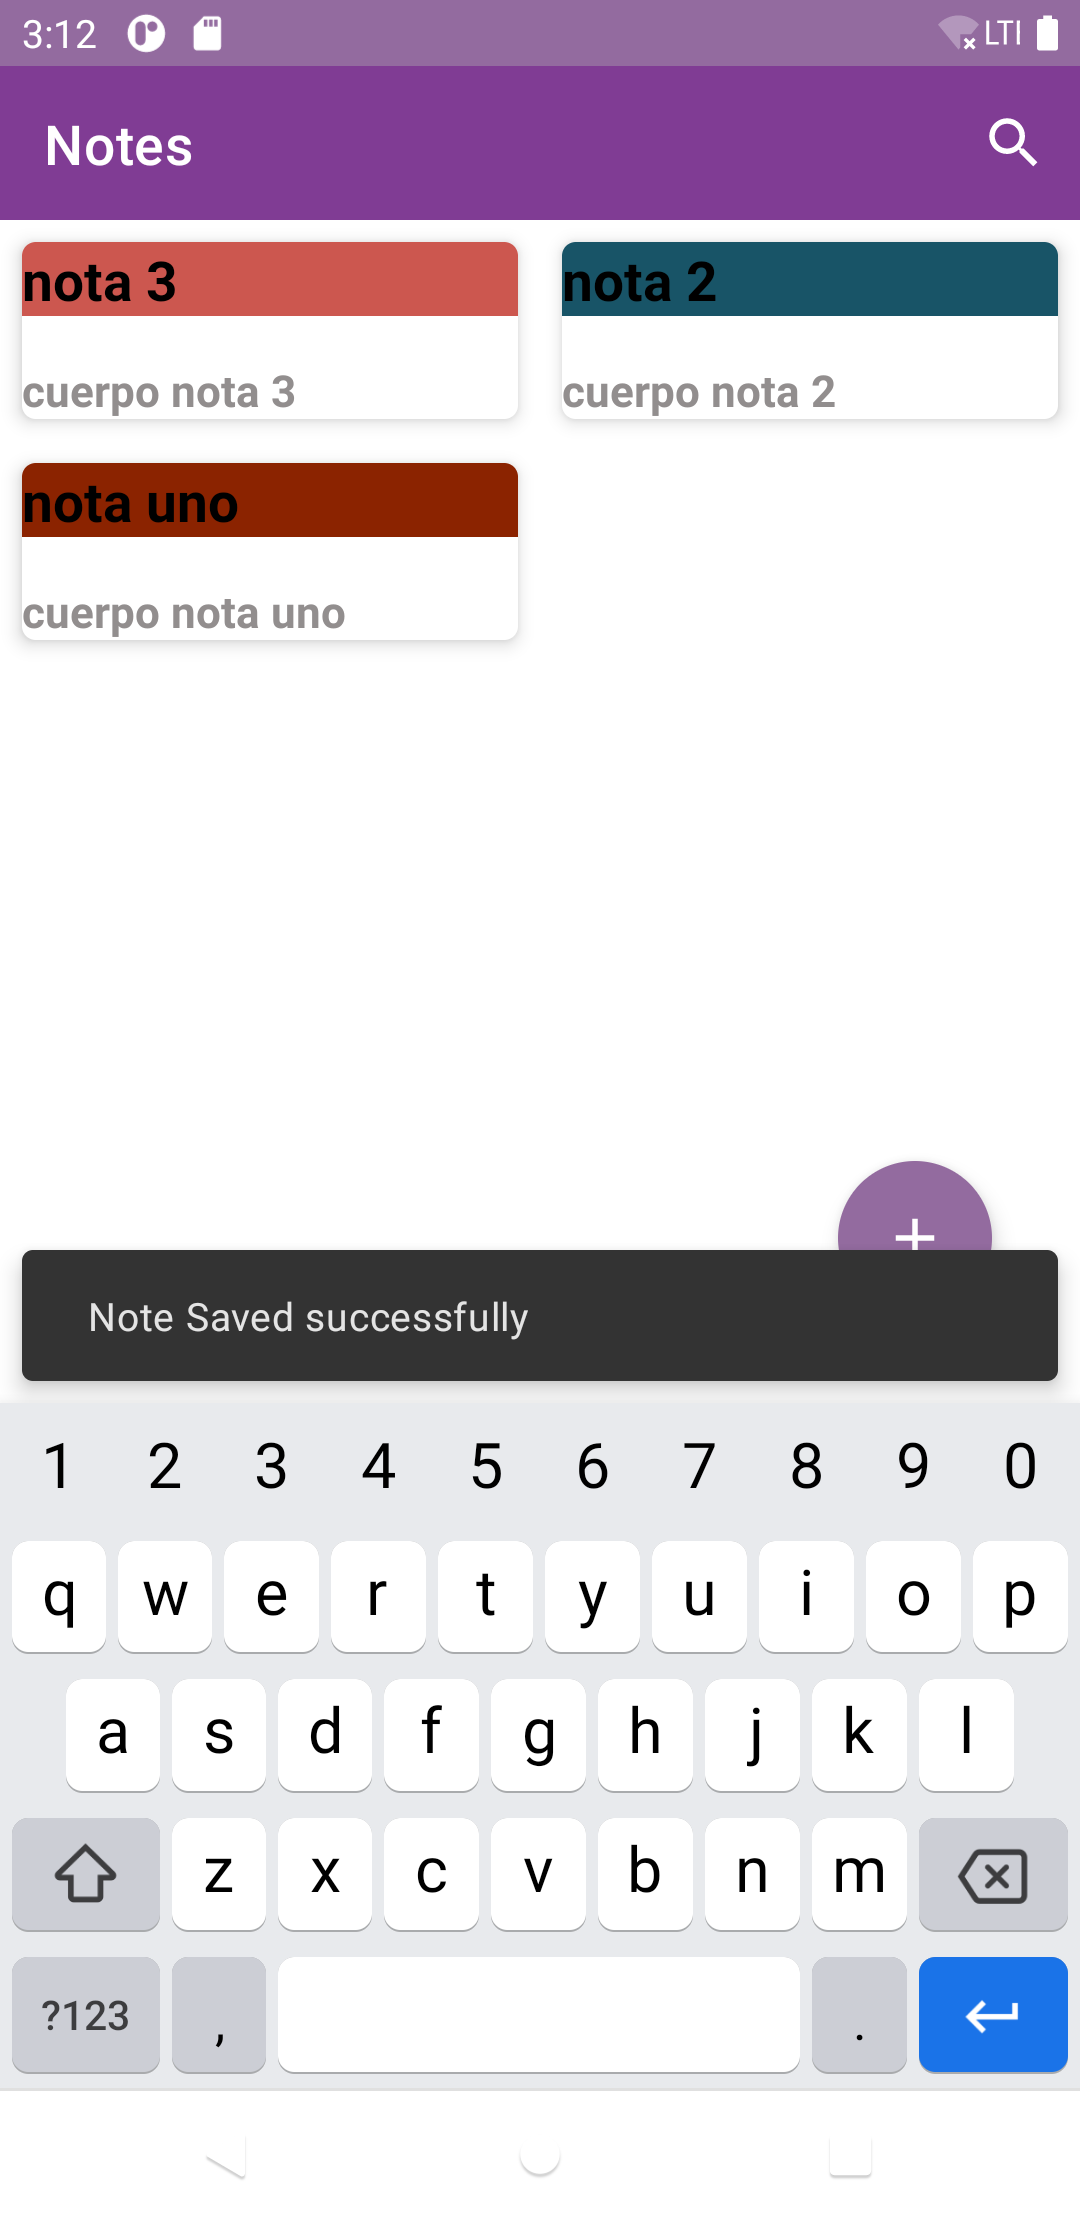 3:12 LTE
Notes
nota 3
cuerpo nota 3
nota 2
cuerpo nota 2
nota uno
cuerpo nota uno
Note Saved successfully
1 2 3 4 5 6 7 8 9 0
q w e r t y u i o p
a s d f g h j k l
z x c v b n m
?123 , .